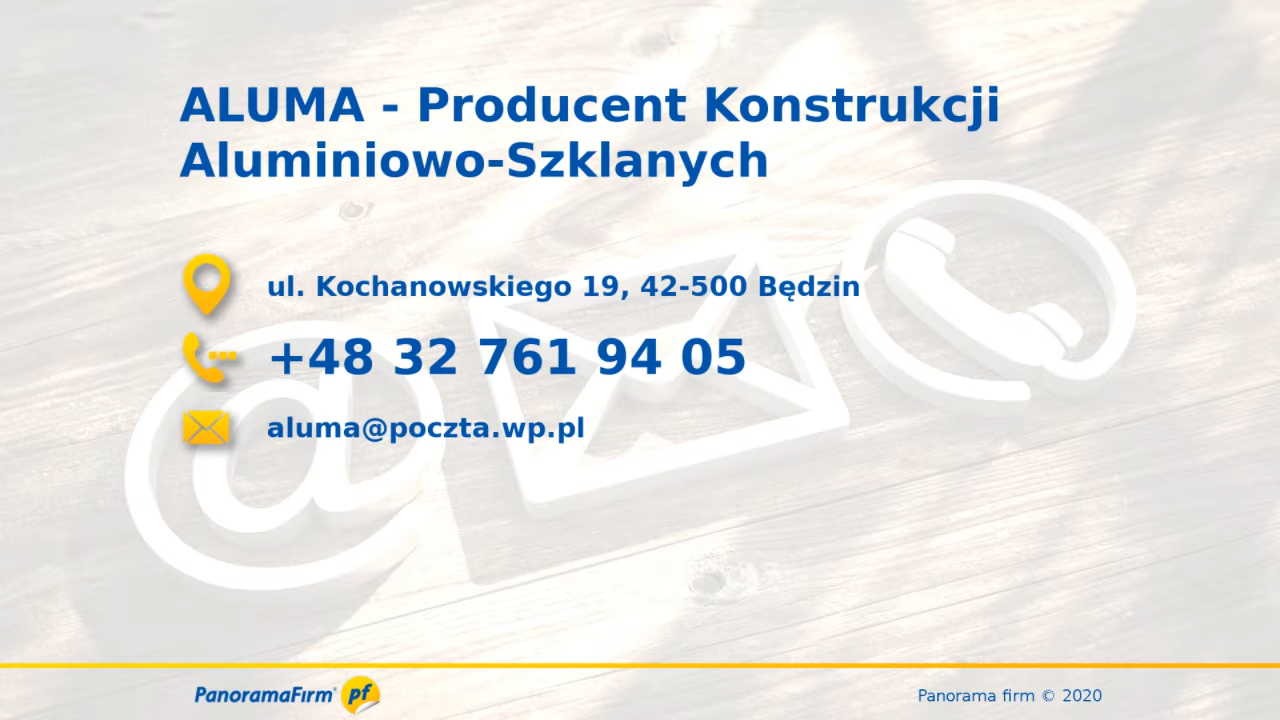 ALUMA - Producent Konstrukcji
Aluminiowo-Szklanych
ul. Kochanowskiego 19, 42-500 Będzin
+48 32 761 94 05
aluma@poczta.wp.pl
PanoramaFirm® pf
Panorama firm © 2020